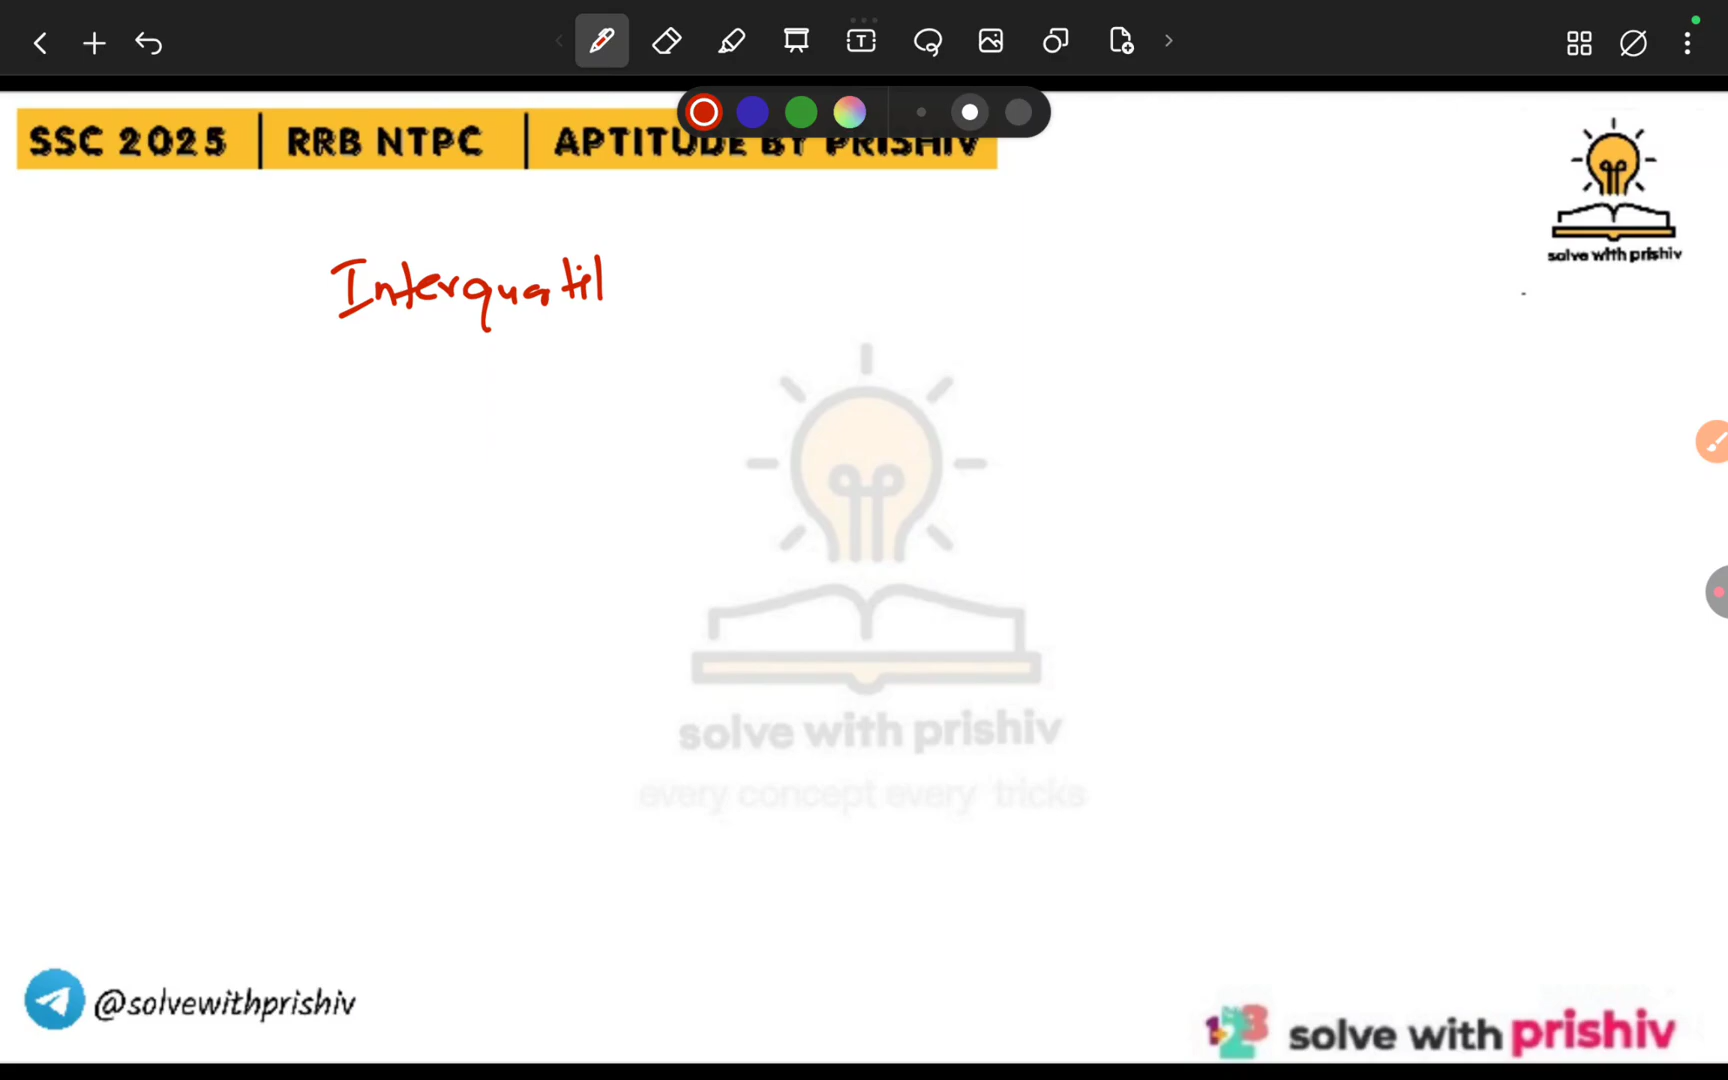 SSC 2025 | RRB NTPC | APTITUDE BY PRISHIV
solve with prishiv
Interquatil
solve with prishiv
every concept every tricks
@solvewithprishiv
solve with prishiv